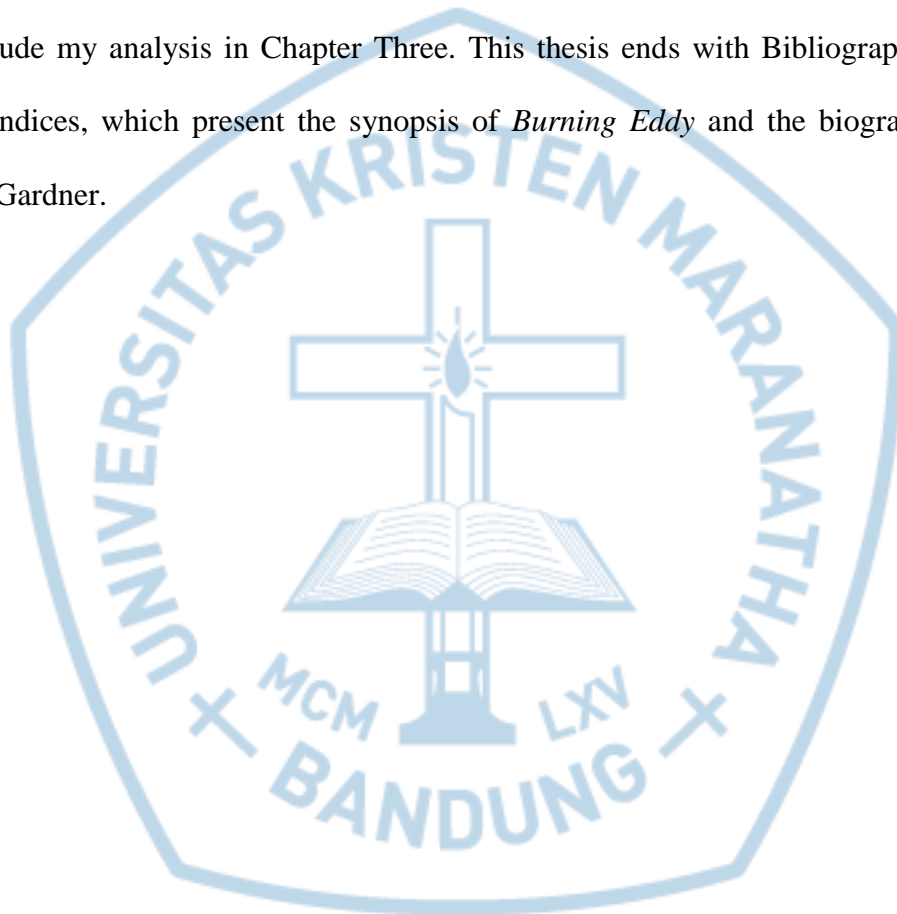 ude my analysis in Chapter Three. This thesis ends with Bibliograp
ndices, which present the synopsis of Burning Eddy and the biogra
Gardner.
UNIVERSITAS KRISTEN MARANATHA
MCM LXV
BANDUNG